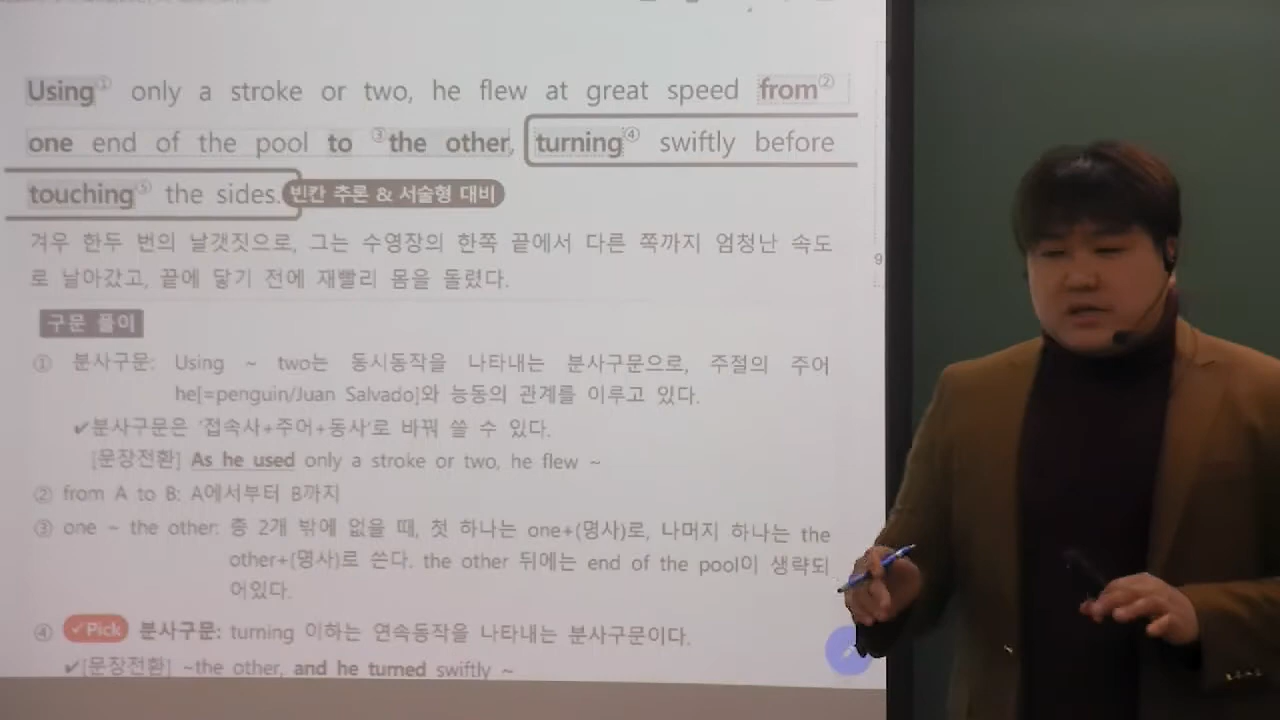 Using① only a stroke or two, he flew at great speed from②
one end of the pool to ③the other, turning④ swiftly before
touching⑤ the sides. 빈칸 추론 & 서술형 대비
겨우 한두 번의 날갯짓으로, 그는 수영장의 한쪽 끝에서 다른 쪽까지 엄청난 속도
로 날아갔고, 끝에 닿기 전에 재빨리 몸을 돌렸다.
9
구문 풀이
① 분사구문: Using ~ two는 동시동작을 나타내는 분사구문으로, 주절의 주어
he[=penguin/Juan Salvado]와 능동의 관계를 이루고 있다.
✔분사구문은 '접속사+주어+동사'로 바꿔 쓸 수 있다.
[문장전환] As he used only a stroke or two, he flew ~
② from A to B: A에서부터 B까지
③ one ~ the other: 총 2개 밖에 없을 때, 첫 하나는 one+(명사)로, 나머지 하나는 the
other+(명사)로 쓴다. the other 뒤에는 end of the pool이 생략되
어있다.
④ ✓Pick 분사구문: turning 이하는 연속동작을 나타내는 분사구문이다.
✔[문장전환] ~the other, and he turned swiftly ~